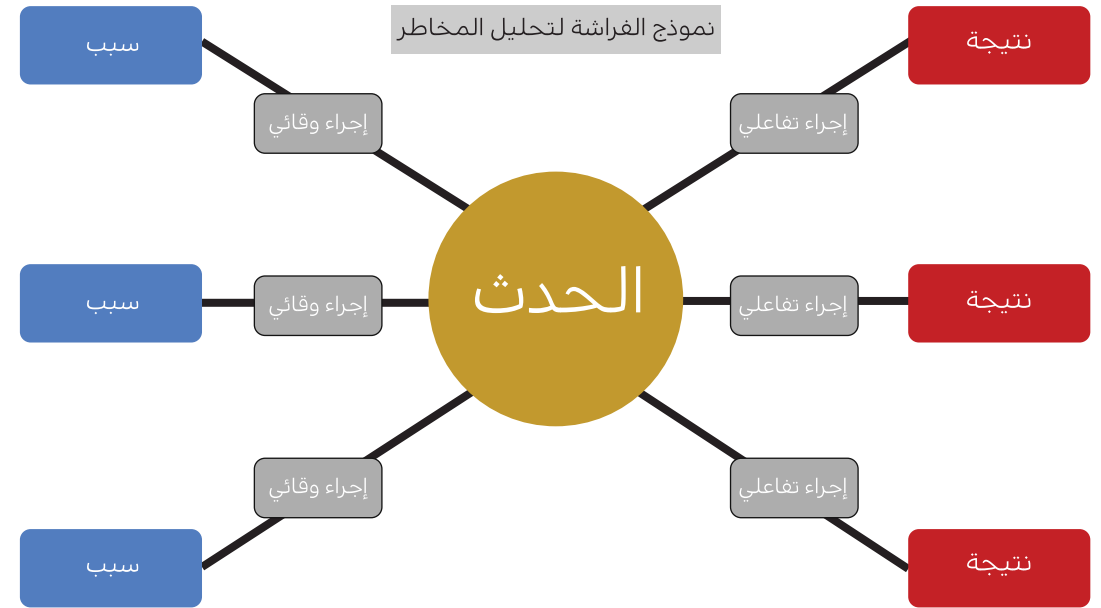 نموذج الفراشة لتحليل المخاطر
نتيجة
سبب
إجراء تفاعلي
إجراء وقائي
الحدث
نتيجة
إجراء تفاعلي
إجراء وقائي
سبب
إجراء تفاعلي
إجراء وقائي
نتيجة
سبب